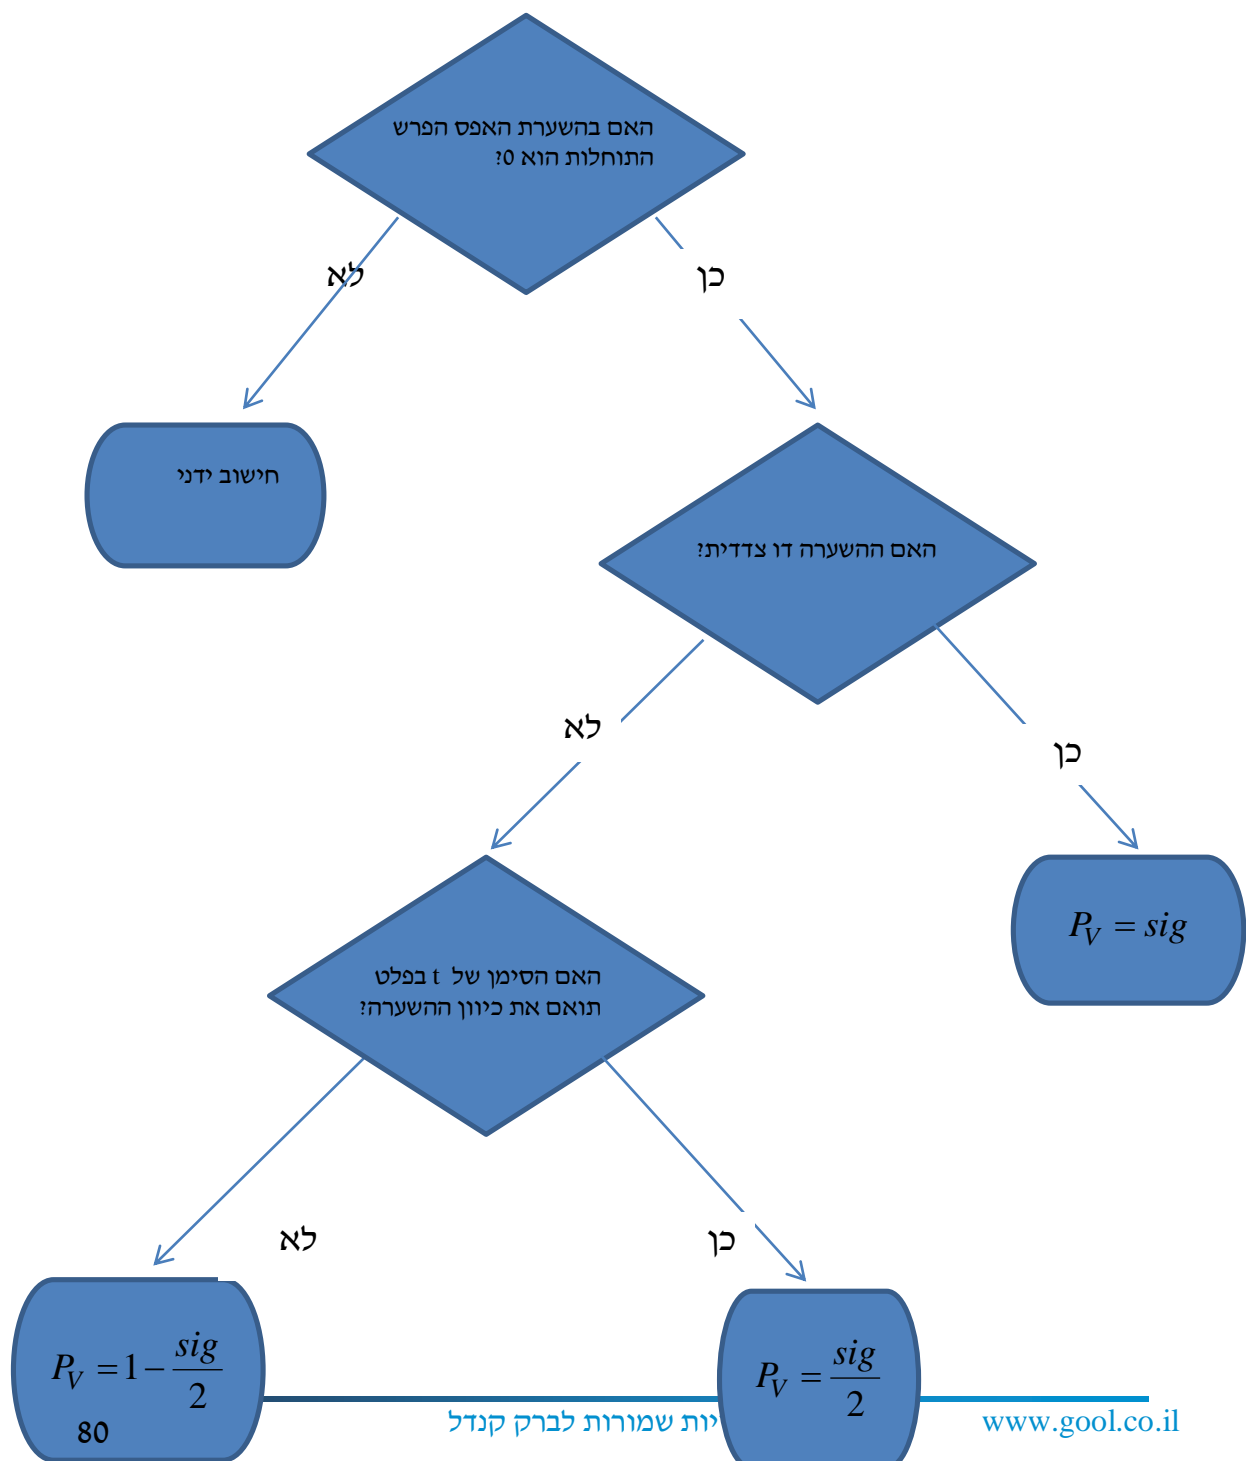 האם בהשערת האפס הפרש
התוחלות הוא 0?
לא
כן
חישוב ידני
האם ההשערה דו צדדית?
לא
כן
P_V = sig
האם הסימן של t בפלט
תואם את כיוון ההשערה?
לא
כן
P_V = 1 - sig/2
P_V = sig/2
80
יות שמורות לברק קנדל
www.gool.co.il